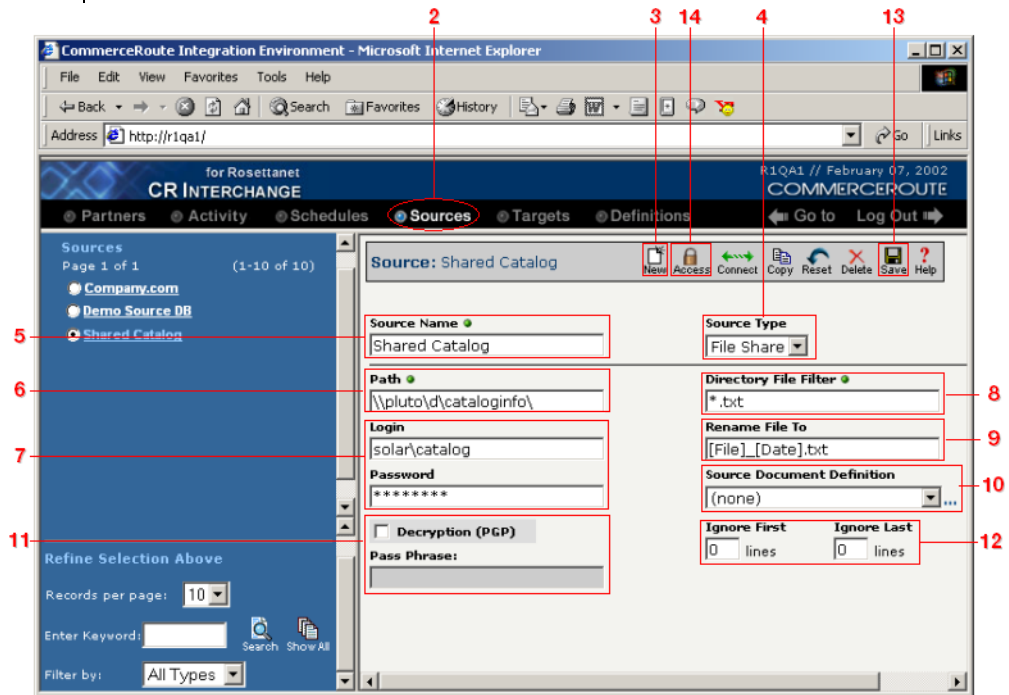 2 3 14 4 13
CommerceRoute Integration Environment - Microsoft Internet Explorer
File Edit View Favorites Tools Help
Back Search Favorites History
Address http://r1qa1/ Go Links
for Rosettanet
CR INTERCHANGE
R1QA1 // February 07, 2002
COMMERCEROUTE
Partners Activity Schedules Sources Targets Definitions Go to Log Out
Sources
Page 1 of 1 (1-10 of 10)
Company.com
Demo Source DB
Shared Catalog
Source: Shared Catalog
New Access Connect Copy Reset Delete Save Help
5
Source Name
Shared Catalog
Source Type
File Share
6
Path
\\pluto\d\cataloginfo\
Directory File Filter
*.txt
8
7
Login
solar\catalog
Rename File To
[File]_[Date].txt
9
Password
********
Source Document Definition
(none) ...
10
11
Decryption (PGP)
Pass Phrase:
Ignore First Ignore Last
0 lines 0 lines
12
Refine Selection Above
Records per page: 10
Enter Keyword: Search Show All
Filter by: All Types